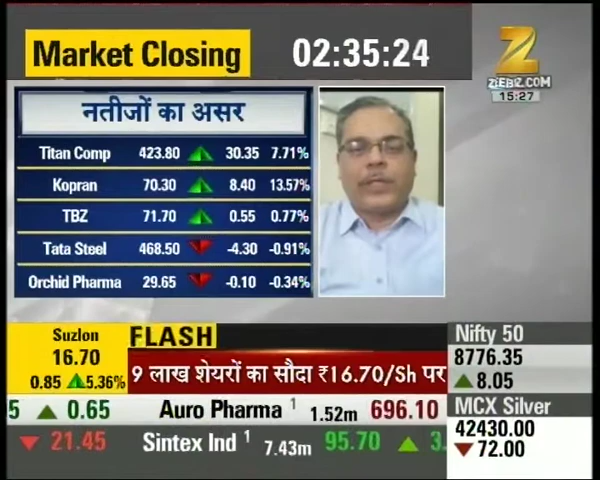 Market Closing
02:35:24
Z
ZEEBIZ.COM
15:27
नतीजों का असर
Titan Comp 423.80 30.35 7.71%
Kopran 70.30 8.40 13.57%
TBZ 71.70 0.55 0.77%
Tata Steel 468.50 -4.30 -0.91%
Orchid Pharma 29.65 -0.10 -0.34%
Suzlon
16.70
0.85 5.36%
FLASH
9 लाख शेयरों का सौदा ₹16.70/Sh पर
Nifty 50
8776.35
8.05
5 0.65 Auro Pharma 1 1.52m 696.10
MCX Silver
42430.00
72.00
21.45 Sintex Ind 1 7.43m 95.70 3.